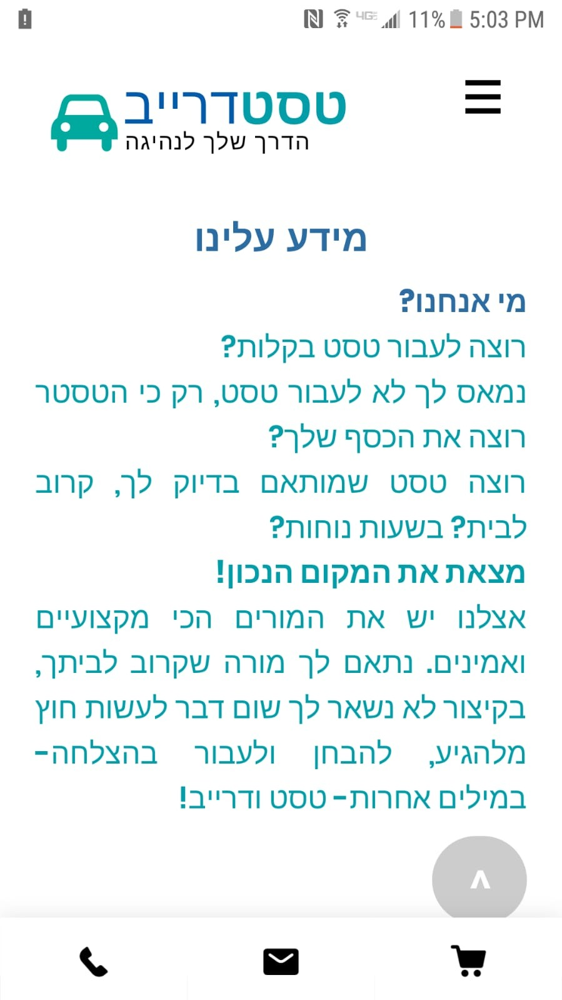 11% 5:03 PM
טסטדרייב
הדרך שלך לנהיגה
מידע עלינו
מי אנחנו?
רוצה לעבור טסט בקלות?
נמאס לך לא לעבור טסט, רק כי הטסטר
רוצה את הכסף שלך?
רוצה טסט שמותאם בדיוק לך, קרוב
לבית? בשעות נוחות?
מצאת את המקום הנכון!
אצלנו יש את המורים הכי מקצועיים
ואמינים. נתאם לך מורה שקרוב לביתך,
בקיצור לא נשאר לך שום דבר לעשות חוץ
מלהגיע, להבחן ולעבור בהצלחה-
במילים אחרות- טסט ודרייב!